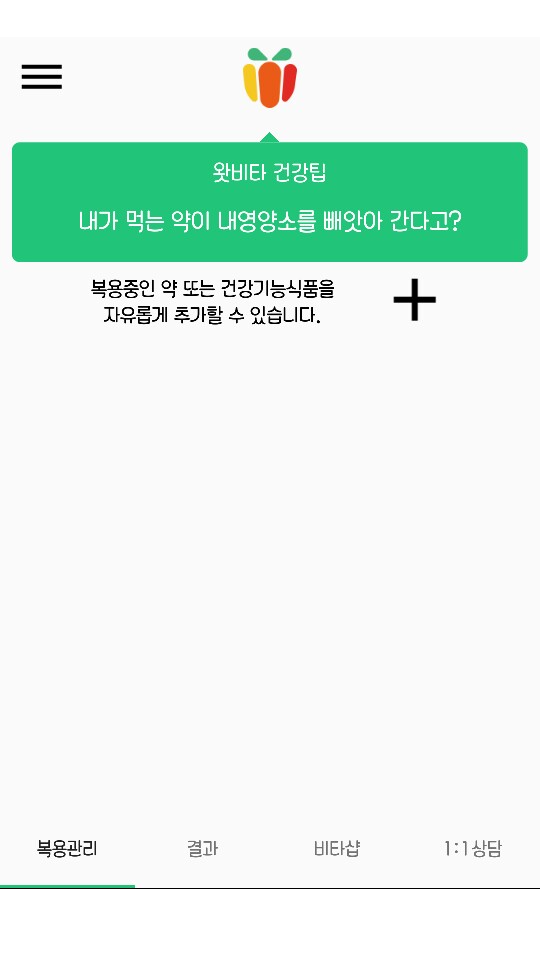 왓비타 건강팁
내가 먹는 약이 내영양소를 빼앗아 간다고?
복용중인 약 또는 건강기능식품을
자유롭게 추가할 수 있습니다.
복용관리
결과
비타샵
1:1상담